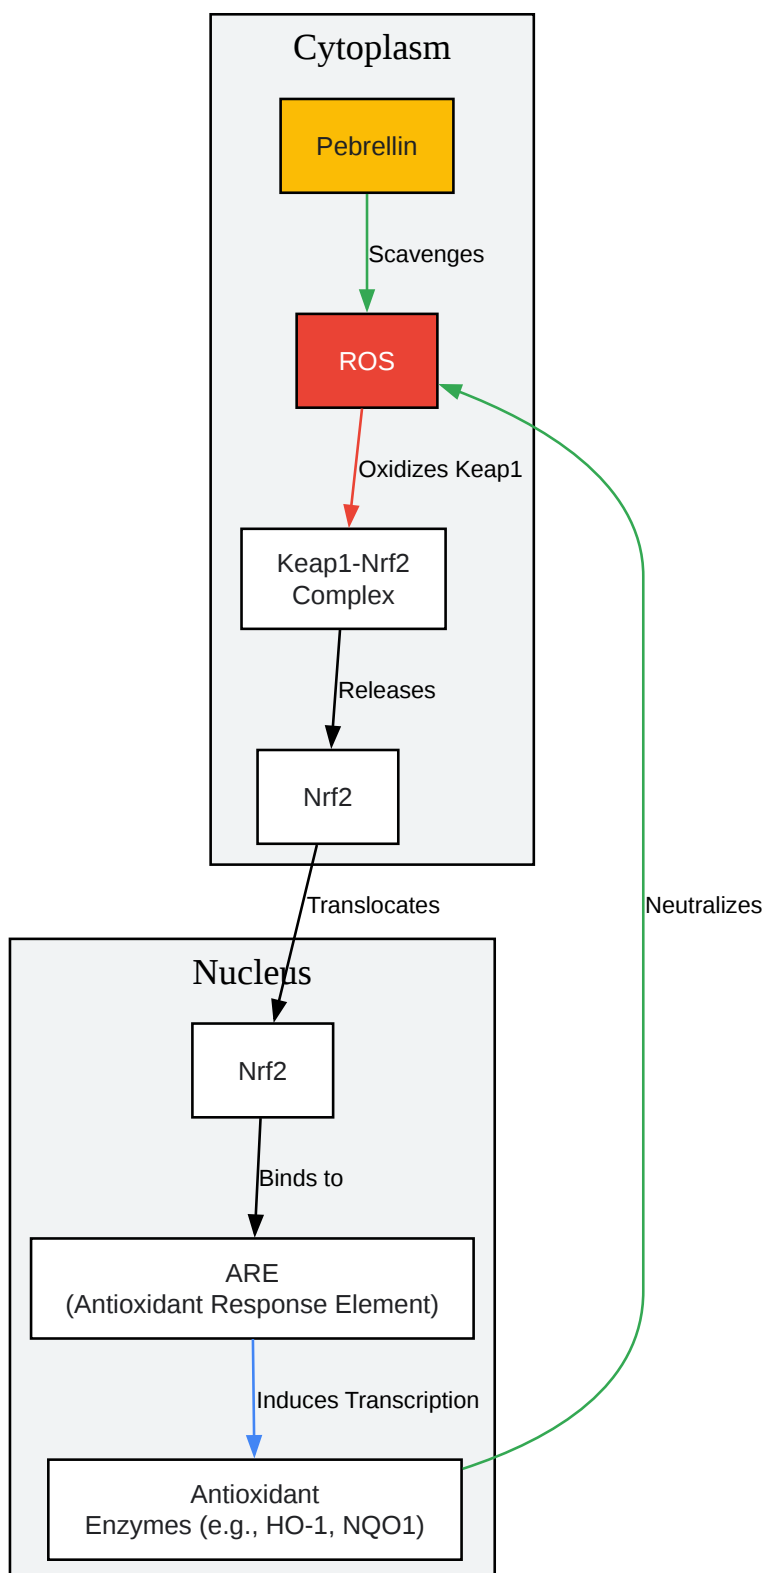 Cytoplasm
Pebrellin
Scavenges
ROS
Oxidizes Keap1
Keap1-Nrf2
Complex
Releases
Nrf2
Translocates
Neutralizes
Nucleus
Nrf2
Binds to
ARE
(Antioxidant Response Element)
Induces Transcription
Antioxidant
Enzymes (e.g., HO-1, NQO1)